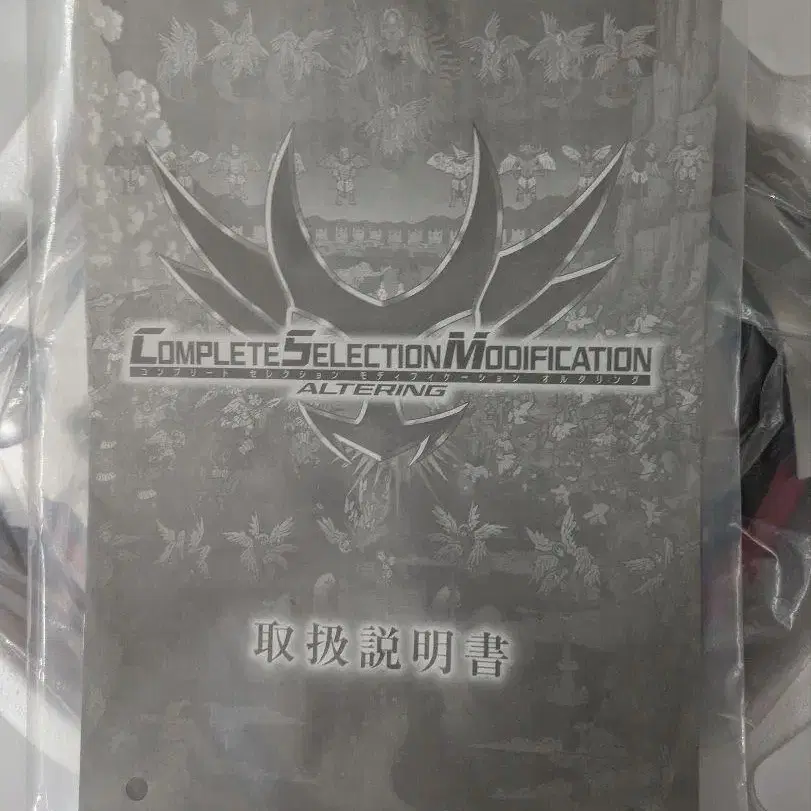 COMPLETE SELECTION MODIFICATION
コンプリート セレクション モディフィケーション オルタリング
ALTERING
取扱説明書